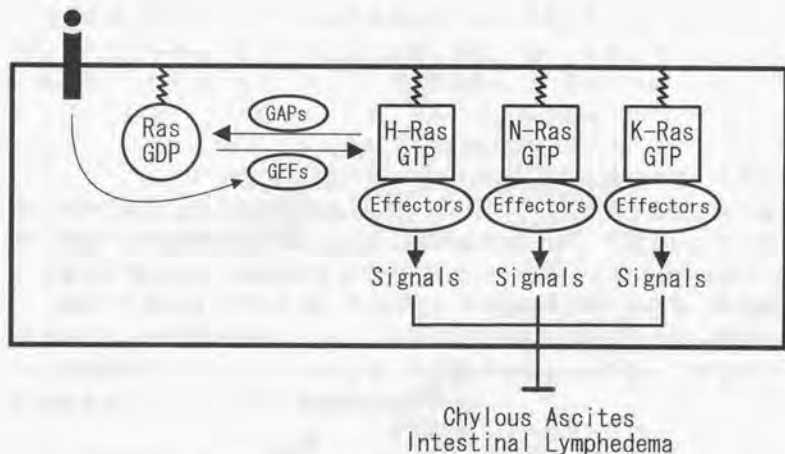 Ras
GDP
GAPs
GEFs
H-Ras
GTP
N-Ras
GTP
K-Ras
GTP
Effectors
Effectors
Effectors
Signals
Signals
Signals
Chylous Ascites
Intestinal Lymphedema